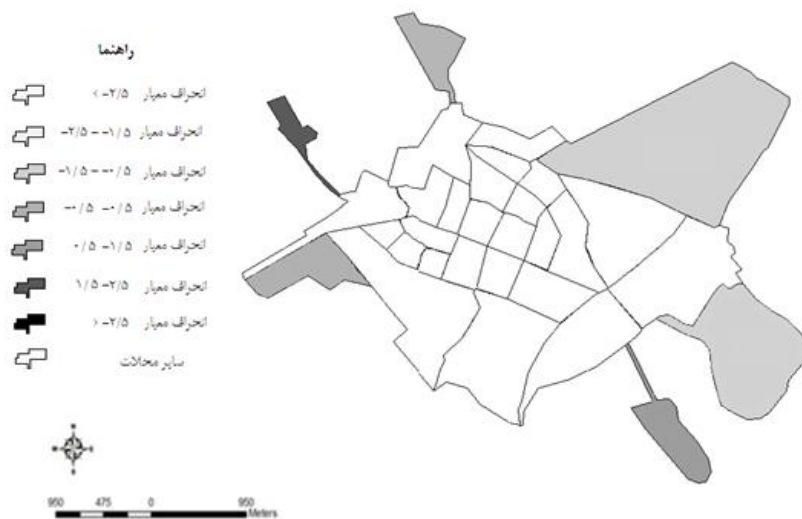 راهنما
انحراف معیار ۲/۵- >
انحراف معیار ۱/۵- – ۲/۵-
انحراف معیار ۰/۵- – ۱/۵-
انحراف معیار ۰/۵ – ۰/۵-
انحراف معیار ۱/۵ – ۰/۵
انحراف معیار ۲/۵ – ۱/۵
انحراف معیار ۲/۵- <
سایر محلات
950 475 0 950
Meters